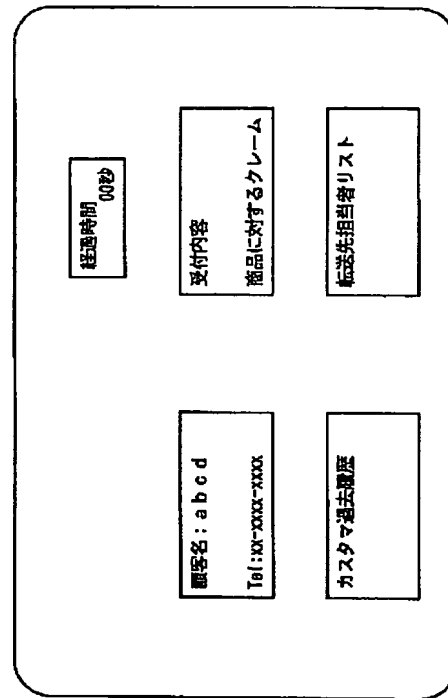 経過時間
00秒
顧客名:abcd
Tel:xx-xxxx-xxxx
受付内容
商品に対するクレーム
カスタマ過去履歴
転送先担当者リスト